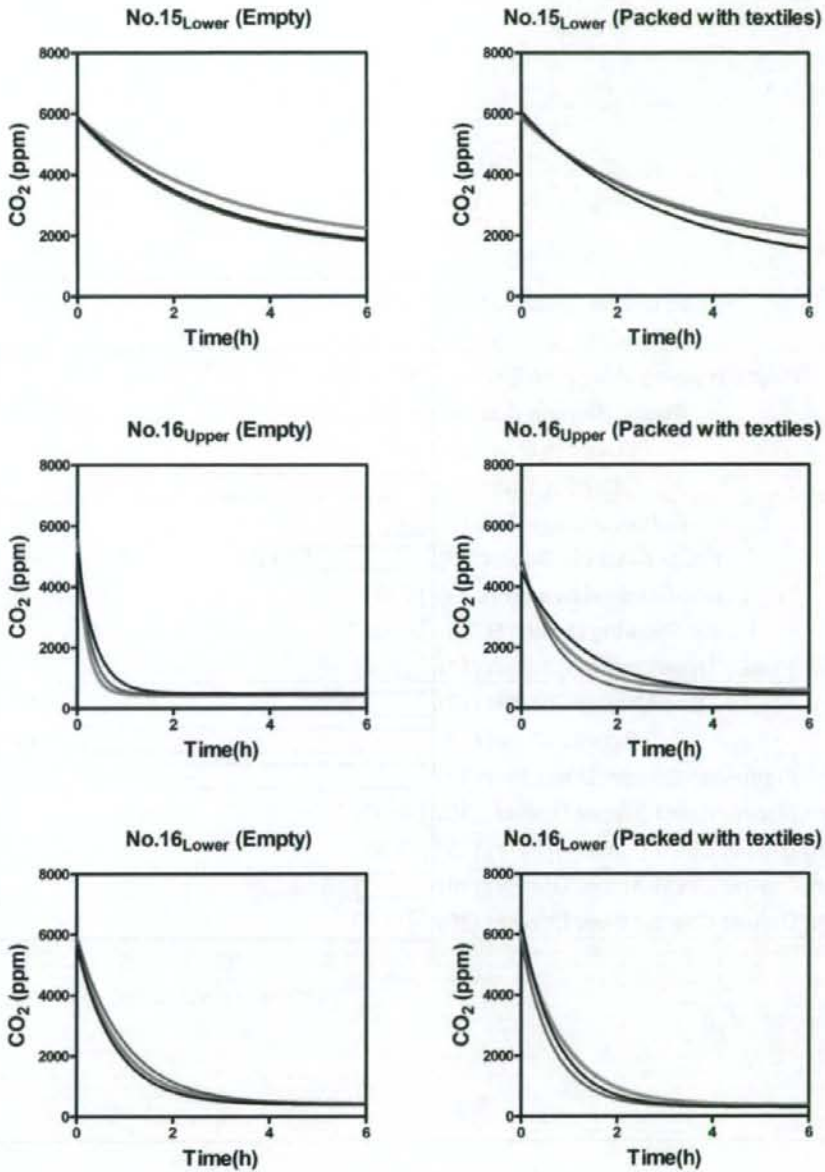 No.15Lower (Empty)
8000
6000
4000
2000
0
CO2 (ppm)
0 2 4 6
Time(h)
No.15Lower (Packed with textiles)
8000
6000
4000
2000
0
CO2 (ppm)
0 2 4 6
Time(h)
No.16Upper (Empty)
8000
6000
4000
2000
0
CO2 (ppm)
0 2 4 6
Time(h)
No.16Upper (Packed with textiles)
8000
6000
4000
2000
0
CO2 (ppm)
0 2 4 6
Time(h)
No.16Lower (Empty)
8000
6000
4000
2000
0
CO2 (ppm)
0 2 4 6
Time(h)
No.16Lower (Packed with textiles)
8000
6000
4000
2000
0
CO2 (ppm)
0 2 4 6
Time(h)